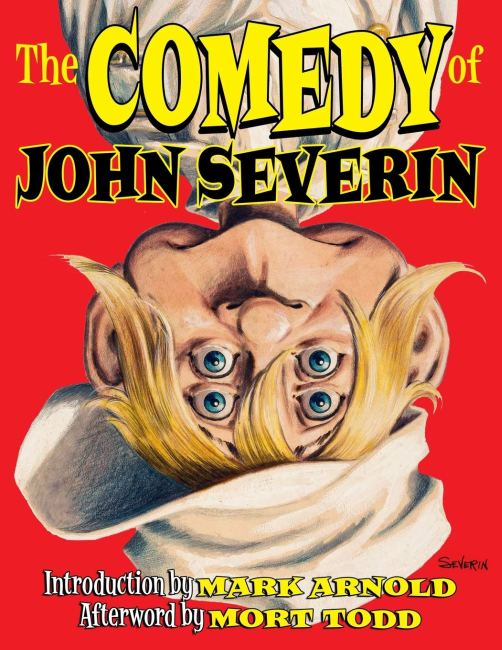 The COMEDY of
JOHN SEVERIN
SEVERIN
Introduction by MARK ARNOLD
Afterword by MORT TODD